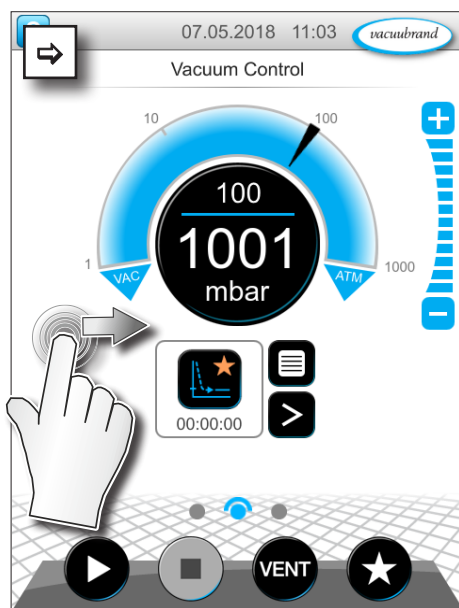 07.05.2018 11:03 vacuubrand
Vacuum Control
10
100
1
1000
VAC
ATM
100
1001
mbar
00:00:00
VENT